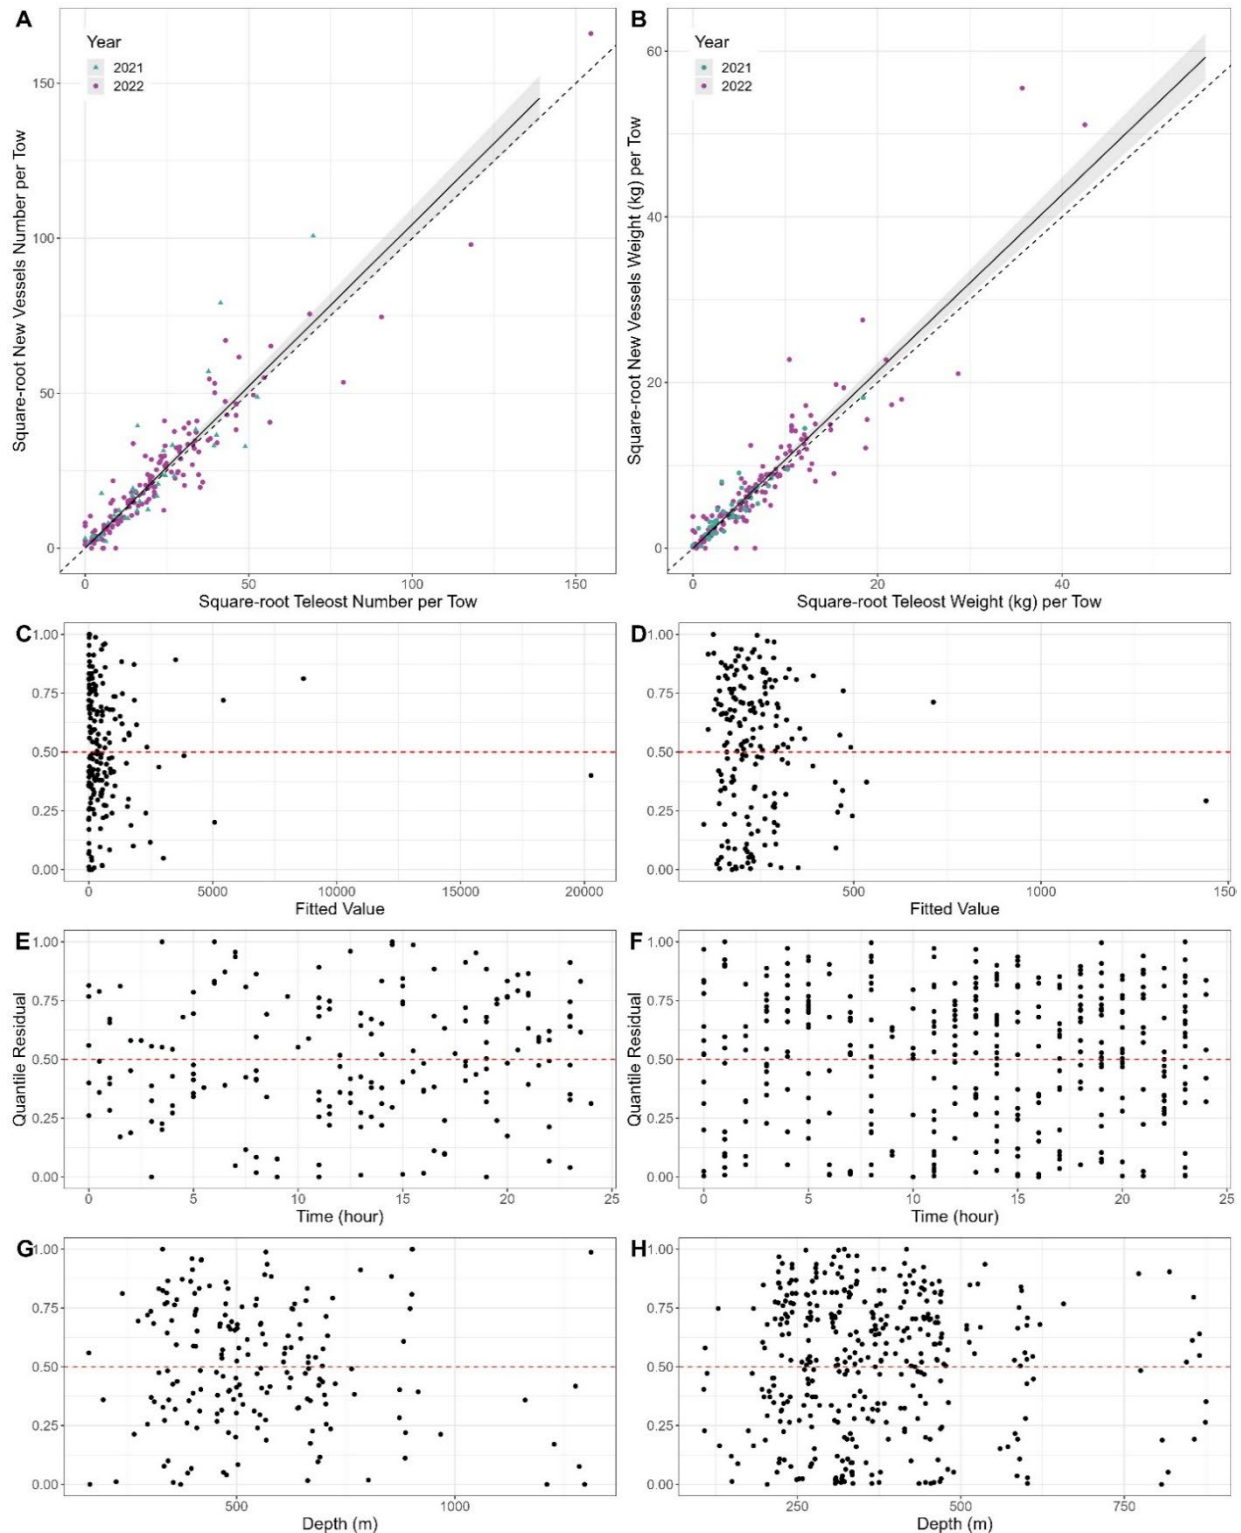 A
Year
2021
2022
Square-root New Vessels Number per Tow
150
100
50
0
0 50 100 150
Square-root Teleost Number per Tow
B
Year
2021
2022
Square-root New Vessels Weight (kg) per Tow
60
40
20
0
0 20 40
Square-root Teleost Weight (kg) per Tow
C
1.00
0.75
0.50
0.25
0.00
0 5000 10000 15000 20000
Fitted Value
D
1.00
0.75
0.50
0.25
0.00
500 1000 1500
Fitted Value
E
Quantile Residual
1.00
0.75
0.50
0.25
0.00
0 5 10 15 20 25
Time (hour)
F
Quantile Residual
1.00
0.75
0.50
0.25
0.00
0 5 10 15 20 25
Time (hour)
G
1.00
0.75
0.50
0.25
0.00
500 1000
Depth (m)
H
1.00
0.75
0.50
0.25
0.00
250 500 750
Depth (m)